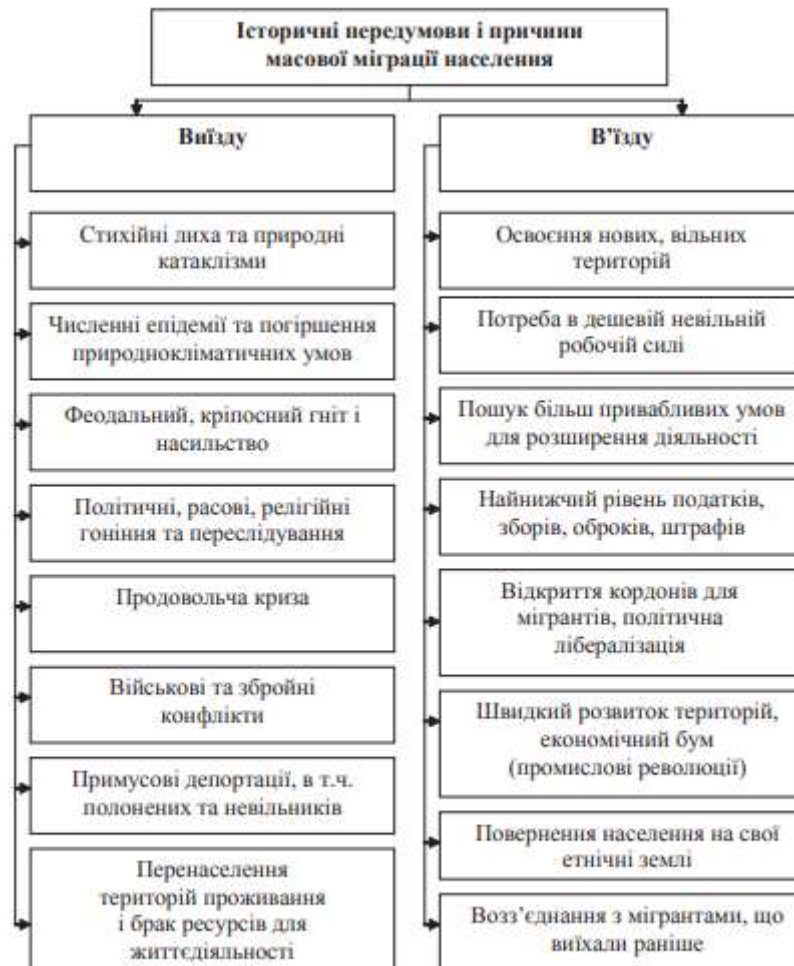 Історичні передумови і причини
масової міграції населення
Виїзду
Стихійні лиха та природні
катаклізми
Численні епідемії та погіршення
природнокліматичних умов
Феодальний, кріпосний гніт і
насильство
Політичні, расові, релігійні
гоніння та переслідування
Продовольча криза
Військові та збройні
конфлікти
Примусові депортації, в т.ч.
полонених та невільників
Перенаселення
територій проживання
і брак ресурсів для
життєдіяльності
В’їзду
Освоєння нових, вільних
територій
Потреба в дешевій невільній
робочій силі
Пошук більш привабливих умов
для розширення діяльності
Найнижчий рівень податків,
зборів, оброків, штрафів
Відкриття кордонів для
мігрантів, політична
лібералізація
Швидкий розвиток територій,
економічний бум
(промислові революції)
Повернення населення на свої
етнічні землі
Возз’єднання з мігрантами, що
виїхали раніше